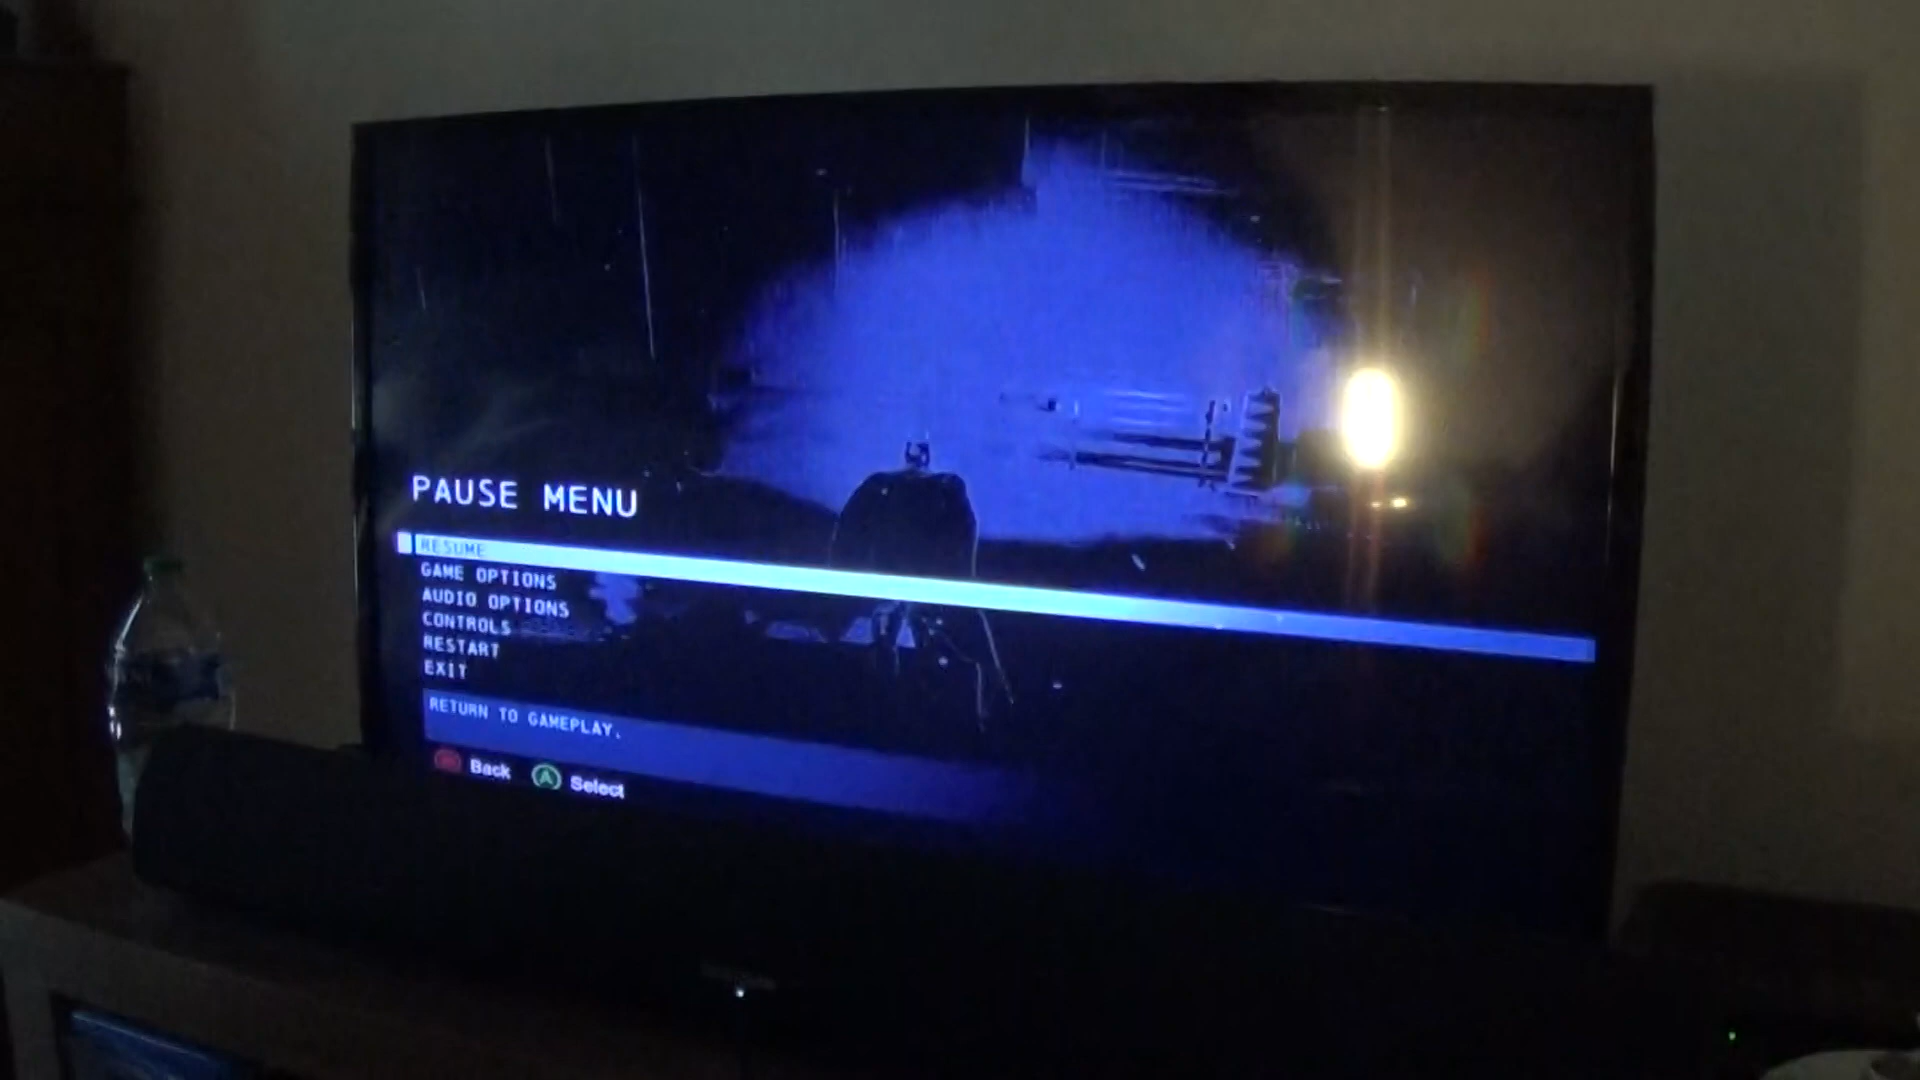 PAUSE MENU
RESUME
GAME OPTIONS
AUDIO OPTIONS
CONTROLS
RESTART
EXIT
RETURN TO GAMEPLAY.
Back A Select